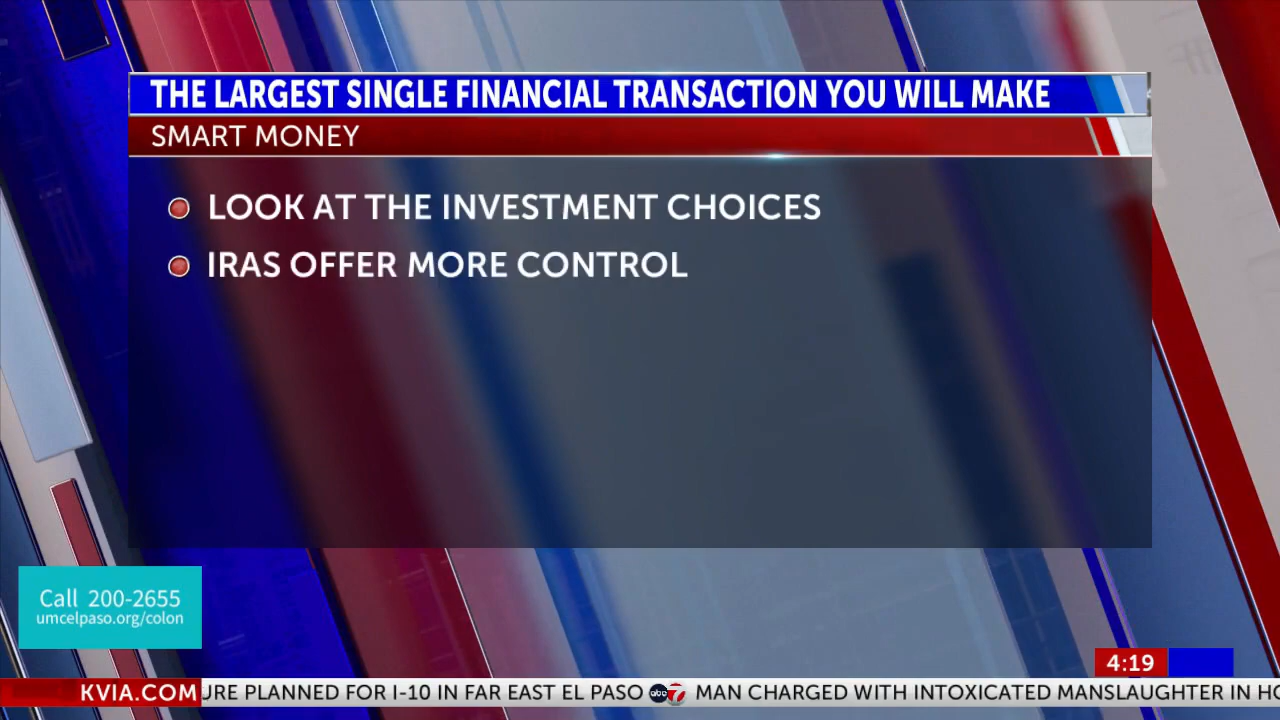 THE LARGEST SINGLE FINANCIAL TRANSACTION YOU WILL MAKE
SMART MONEY
LOOK AT THE INVESTMENT CHOICES
IRAS OFFER MORE CONTROL
Call 200-2655
umcelpaso.org/colon
4:19
KVIA.COM
PLANNED FOR I-10 IN FAR EAST EL PASO abc 7 MAN CHARGED WITH INTOXICATED MANSLAUGHTER IN